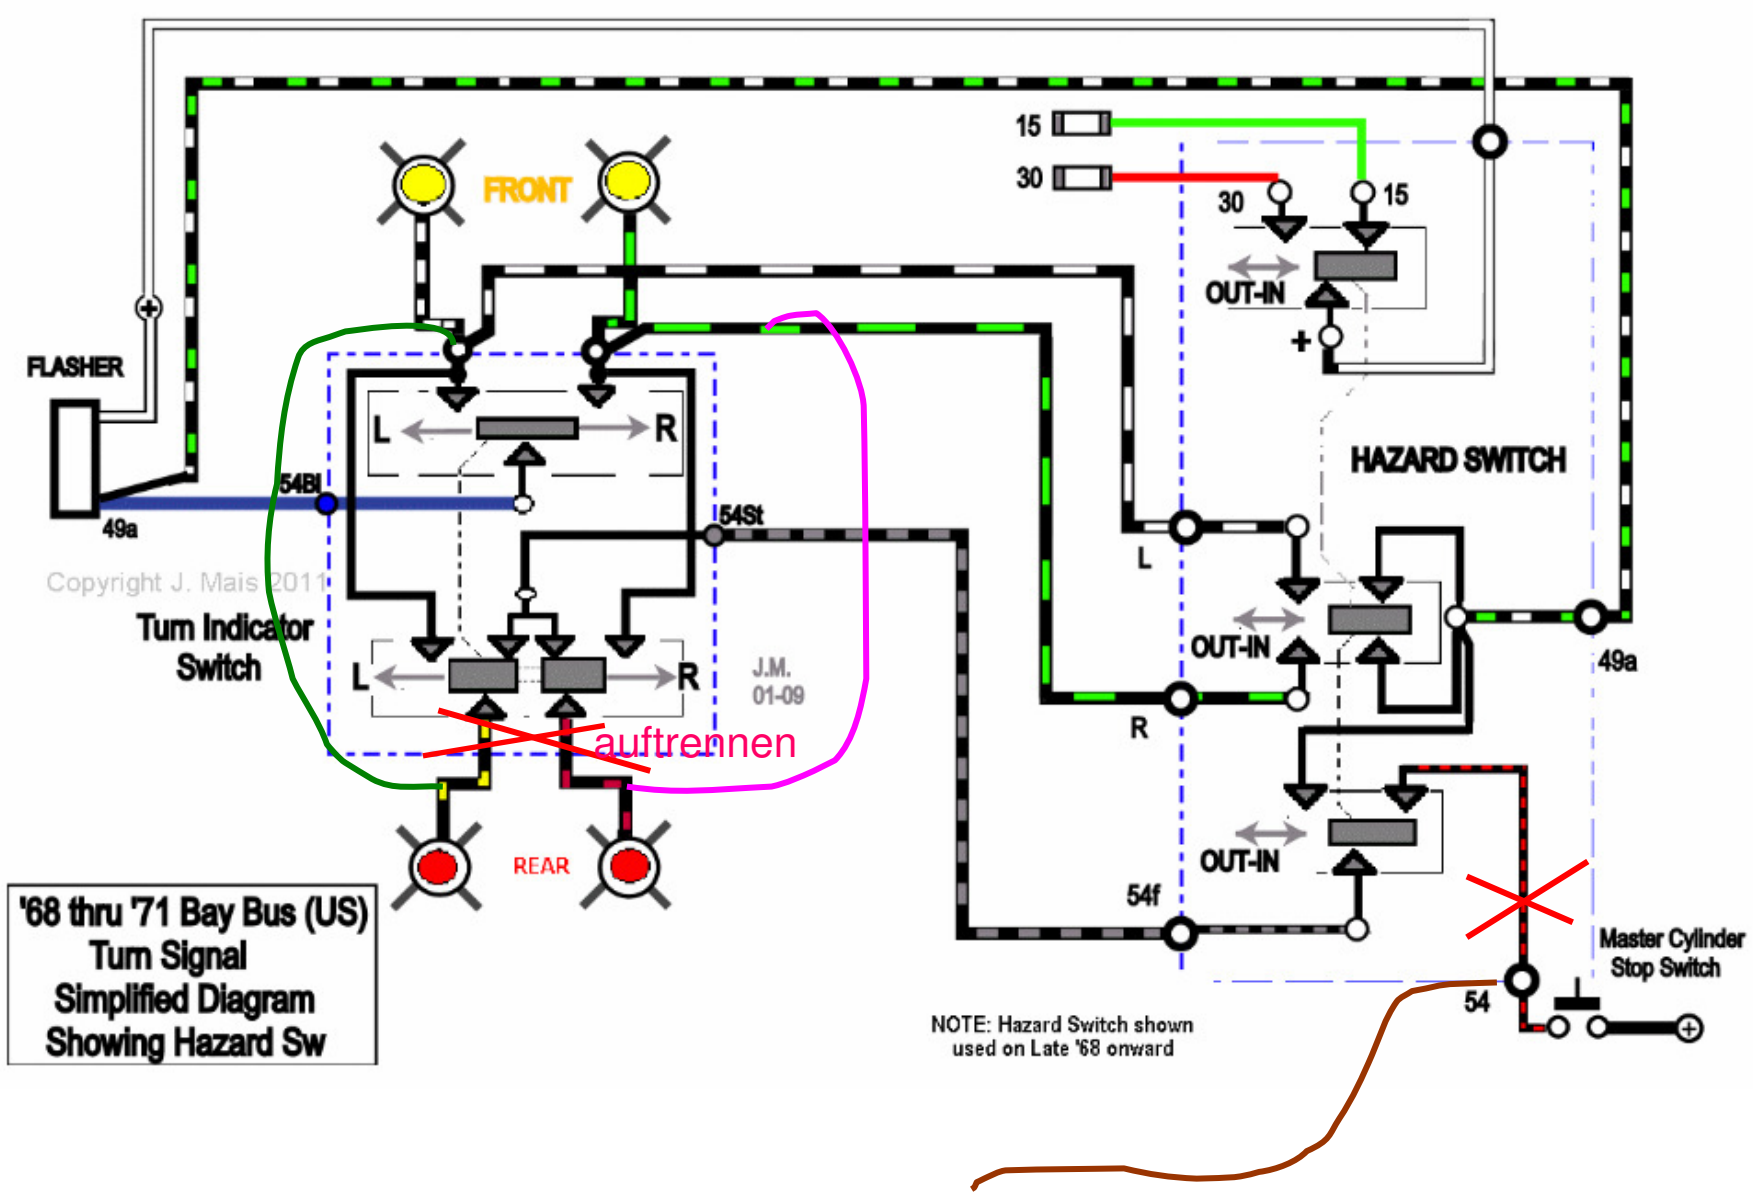 15
FRONT
30
30
15
OUT-IN
+
FLASHER
L
R
HAZARD SWITCH
54Bl
49a
54St
L
Copyright J. Mais 2011
Turn Indicator
Switch
OUT-IN
49a
L
R
J.M.
01-09
R
auftrennen
OUT-IN
REAR
54f
'68 thru '71 Bay Bus (US)
Turn Signal
Simplified Diagram
Showing Hazard Sw
Master Cylinder
Stop Switch
54
NOTE: Hazard Switch shown
used on Late '68 onward